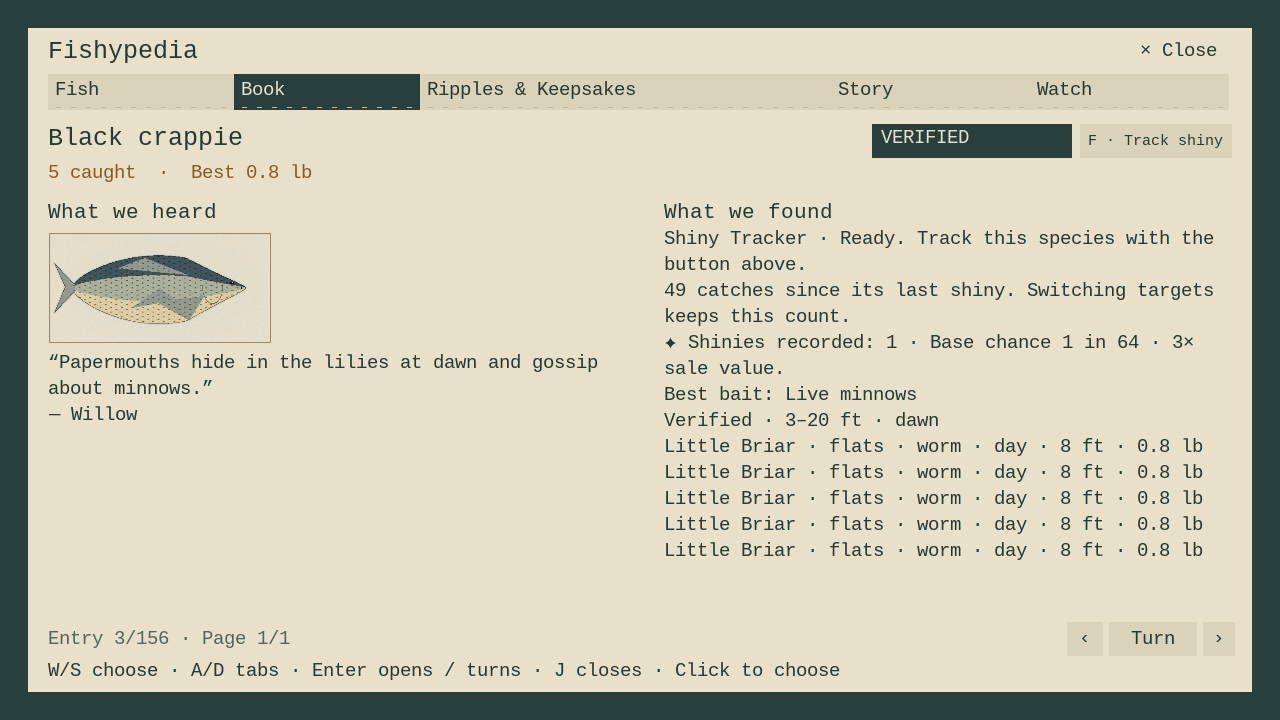 Fishypedia
× Close
Fish
Book
Ripples & Keepsakes
Story
Watch
Black crappie
VERIFIED
F · Track shiny
5 caught · Best 0.8 lb
What we heard
“Papermouths hide in the lilies at dawn and gossip
about minnows.”
— Willow
What we found
Shiny Tracker · Ready. Track this species with the
button above.
49 catches since its last shiny. Switching targets
keeps this count.
✦ Shinies recorded: 1 · Base chance 1 in 64 · 3×
sale value.
Best bait: Live minnows
Verified · 3–20 ft · dawn
Little Briar · flats · worm · day · 8 ft · 0.8 lb
Little Briar · flats · worm · day · 8 ft · 0.8 lb
Little Briar · flats · worm · day · 8 ft · 0.8 lb
Little Briar · flats · worm · day · 8 ft · 0.8 lb
Little Briar · flats · worm · day · 8 ft · 0.8 lb
Entry 3/156 · Page 1/1
‹ Turn ›
W/S choose · A/D tabs · Enter opens / turns · J closes · Click to choose